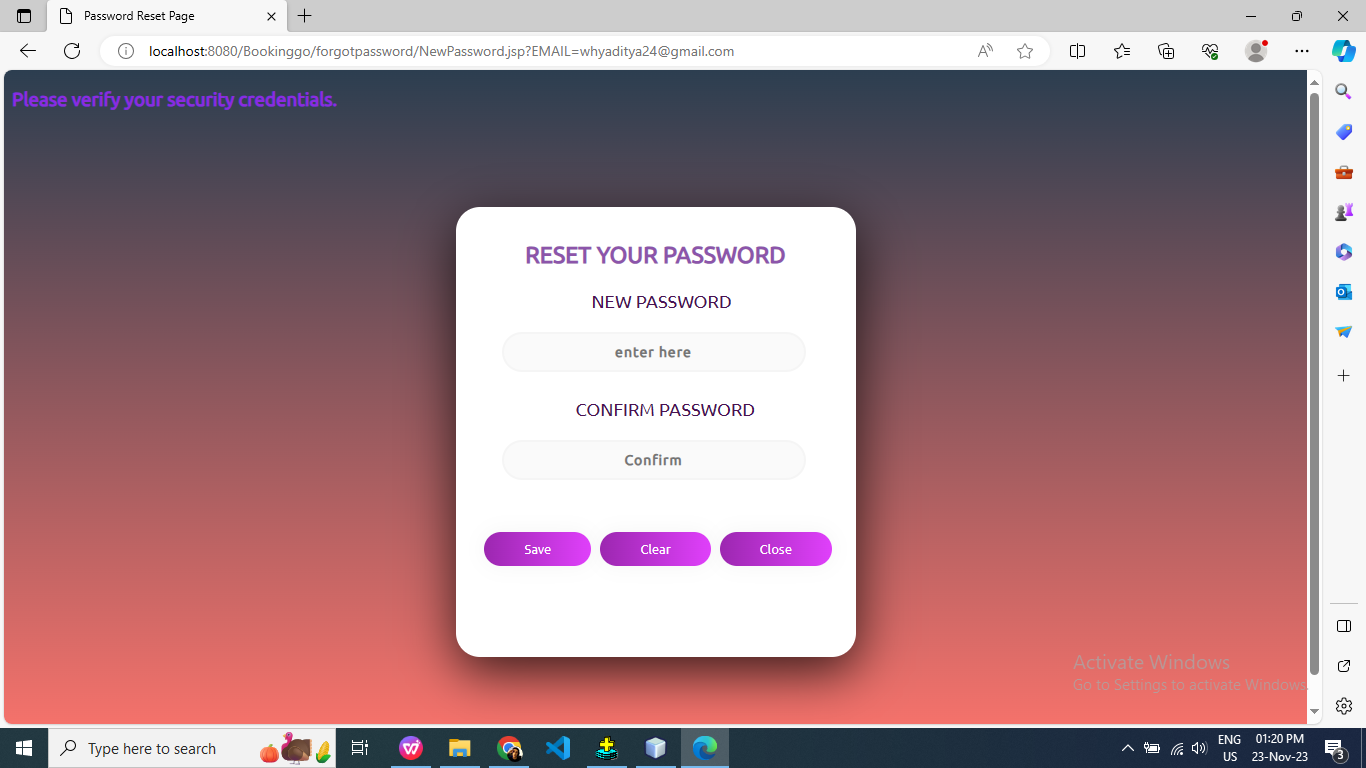 Password Reset Page
localhost:8080/Bookinggo/forgotpassword/NewPassword.jsp?EMAIL=whyaditya24@gmail.com
Please verify your security credentials.
RESET YOUR PASSWORD
NEW PASSWORD
enter here
CONFIRM PASSWORD
Confirm
Save Clear Close
Activate Windows
Go to Settings to activate Windows.
Type here to search
ENG 01:20 PM
US 23-Nov-23 3